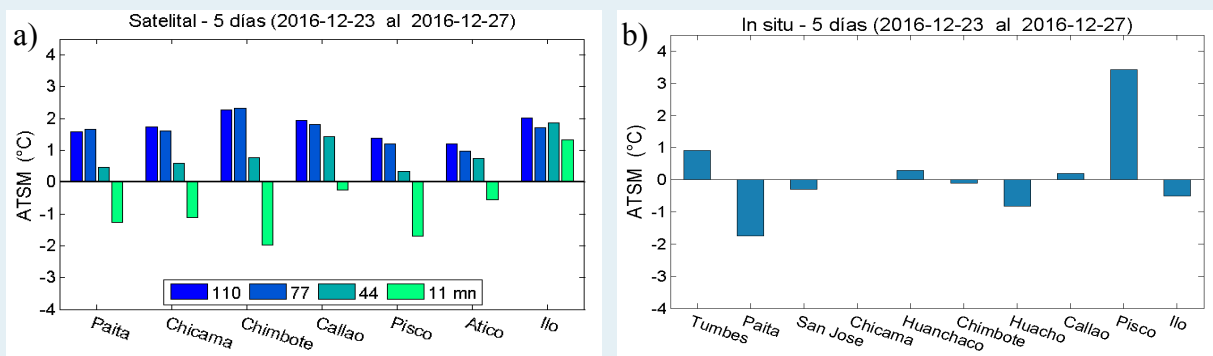 a)
Satelital - 5 días (2016-12-23 al 2016-12-27)
ATSM (°C)
4
3
2
1
0
-1
-2
-3
-4
110 77 44 11 mn
Paita Chicama Chimbote Callao Pisco Atico Ilo
b)
In situ - 5 días (2016-12-23 al 2016-12-27)
ATSM (°C)
4
3
2
1
0
-1
-2
-3
-4
Tumbes Paita San Jose Chicama Huanchaco Chimbote Huacho Callao Pisco Ilo